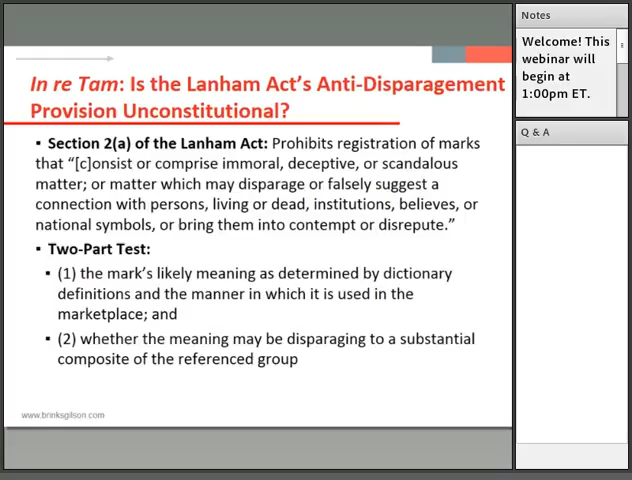 In re Tam: Is the Lanham Act's Anti-Disparagement
Provision Unconstitutional?
▪ Section 2(a) of the Lanham Act: Prohibits registration of marks
that “[c]onsist or comprise immoral, deceptive, or scandalous
matter; or matter which may disparage or falsely suggest a
connection with persons, living or dead, institutions, believes, or
national symbols, or bring them into contempt or disrepute.”
▪ Two-Part Test:
▪ (1) the mark's likely meaning as determined by dictionary
definitions and the manner in which it is used in the
marketplace; and
▪ (2) whether the meaning may be disparaging to a substantial
composite of the referenced group
www.brinksgilson.com
Notes
Welcome! This
webinar will
begin at
1:00pm ET.
Q & A